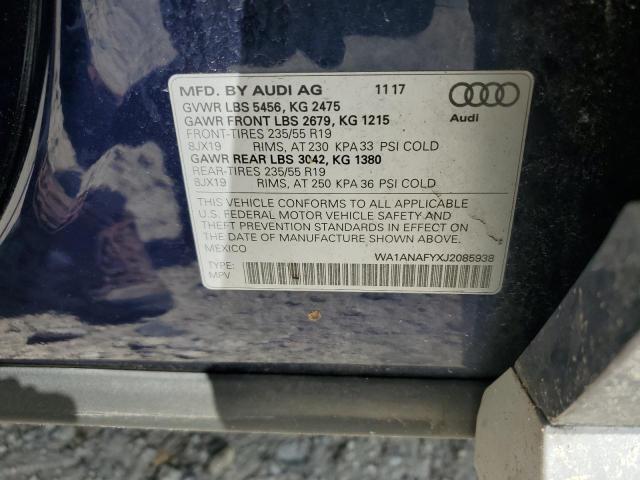 MFD. BY AUDI AG 11 17
GVWR LBS 5456, KG 2475
GAWR FRONT LBS 2679, KG 1215
FRONT-TIRES 235/55 R19
8JX19 RIMS, AT 230 KPA 33 PSI COLD
GAWR REAR LBS 3042, KG 1380
REAR-TIRES 235/55 R19
8JX19 RIMS, AT 250 KPA 36 PSI COLD
Audi
THIS VEHICLE CONFORMS TO ALL APPLICABLE
U.S. FEDERAL MOTOR VEHICLE SAFETY AND
THEFT PREVENTION STANDARDS IN EFFECT ON
THE DATE OF MANUFACTURE SHOWN ABOVE.
MEXICO
WA1ANAFYXJ2085938
TYPE:
MPV